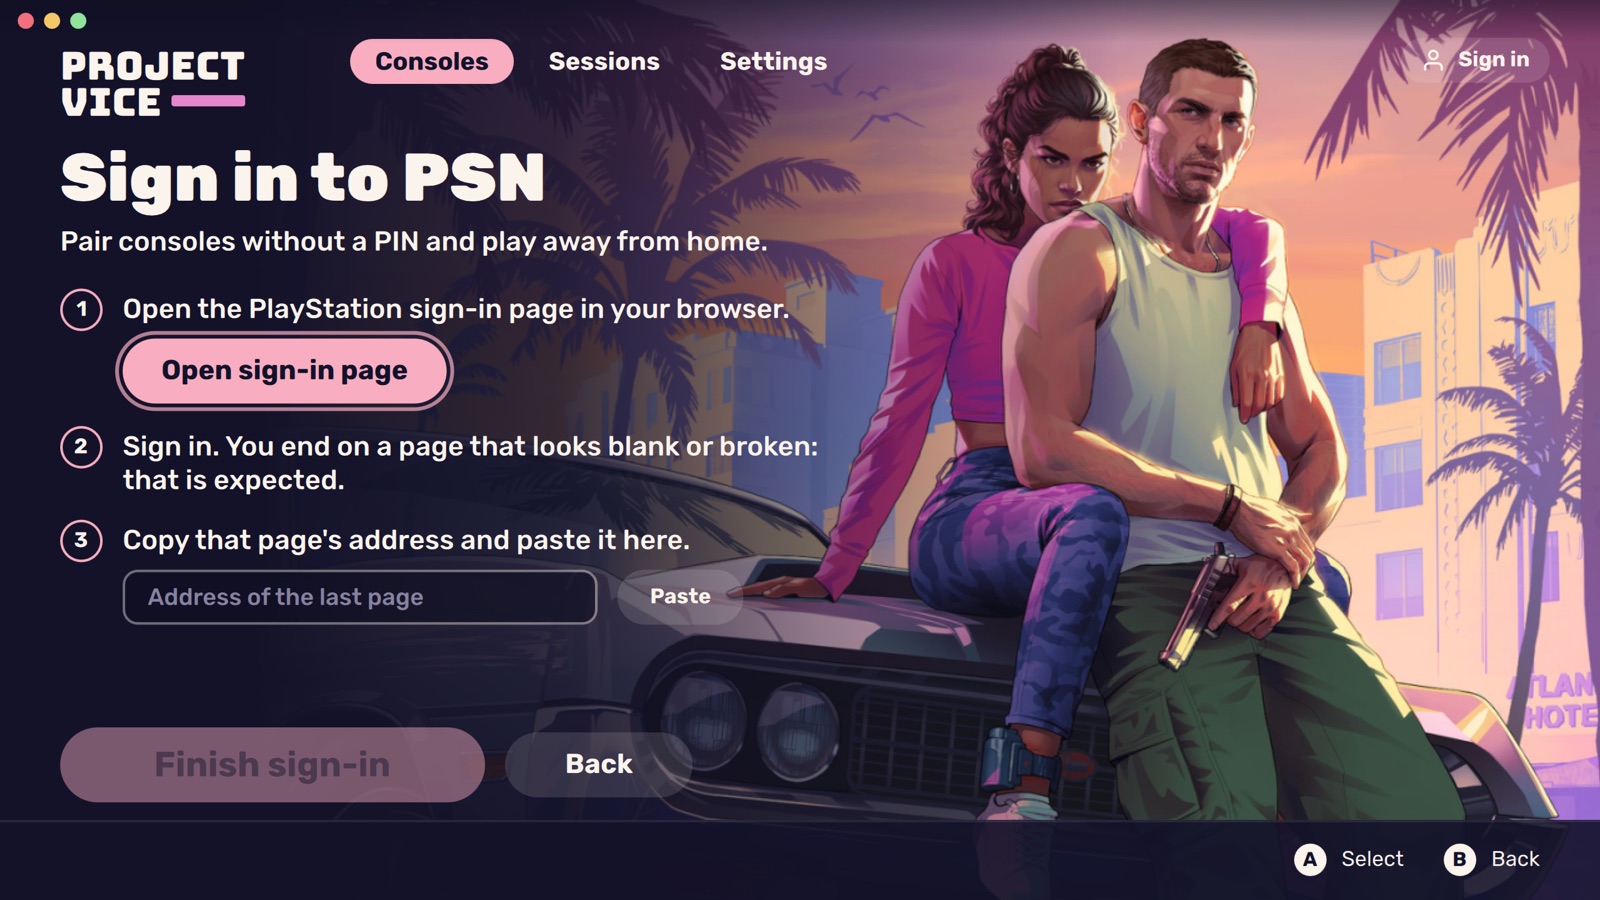 PROJECT
VICE
Consoles
Sessions
Settings
Sign in
Sign in to PSN
Pair consoles without a PIN and play away from home.
1
Open the PlayStation sign-in page in your browser.
Open sign-in page
2
Sign in. You end on a page that looks blank or broken:
that is expected.
3
Copy that page's address and paste it here.
Address of the last page
Paste
ATLAN
HOTE
Finish sign-in
Back
A Select
B Back